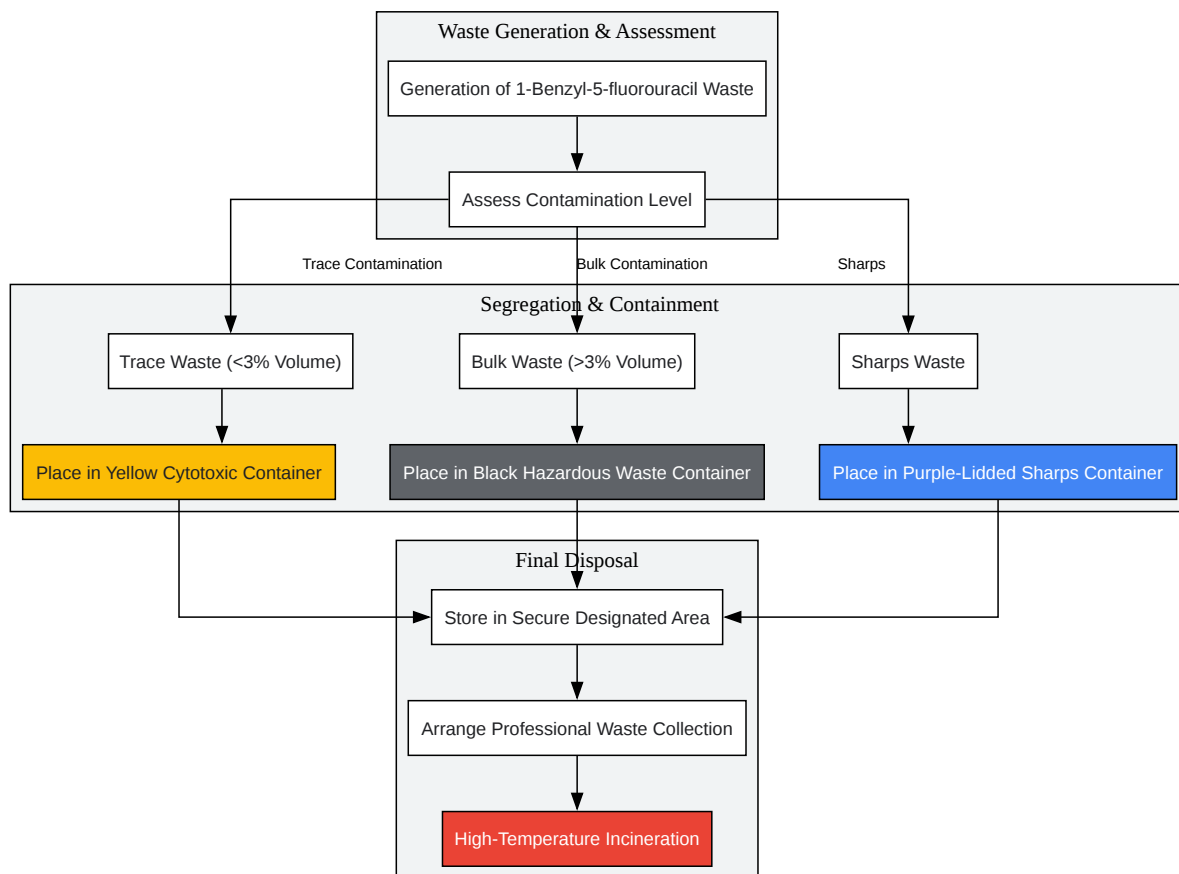 Waste Generation & Assessment
Generation of 1-Benzyl-5-fluorouracil Waste
Assess Contamination Level
Trace Contamination
Bulk Contamination
Sharps
Segregation & Containment
Trace Waste (<3% Volume)
Bulk Waste (>3% Volume)
Sharps Waste
Place in Yellow Cytotoxic Container
Place in Black Hazardous Waste Container
Place in Purple-Lidded Sharps Container
Final Disposal
Store in Secure Designated Area
Arrange Professional Waste Collection
High-Temperature Incineration